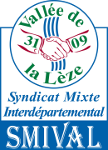 Vallée de
31 09
la Lèze
Syndicat Mixte
Interdépartemental
SMIVAL